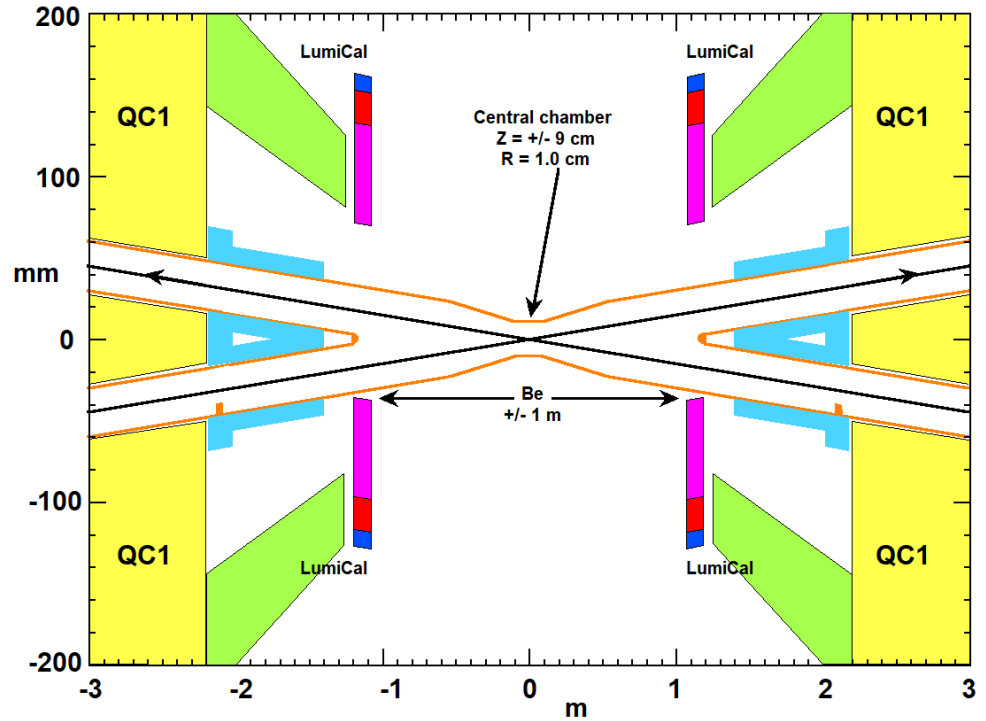 200
LumiCal
LumiCal
QC1
QC1
Central chamber
Z = +/- 9 cm
R = 1.0 cm
100
mm
0
Be
+/- 1 m
-100
QC1
QC1
LumiCal
LumiCal
-200
-3
-2
-1
0
1
2
3
m